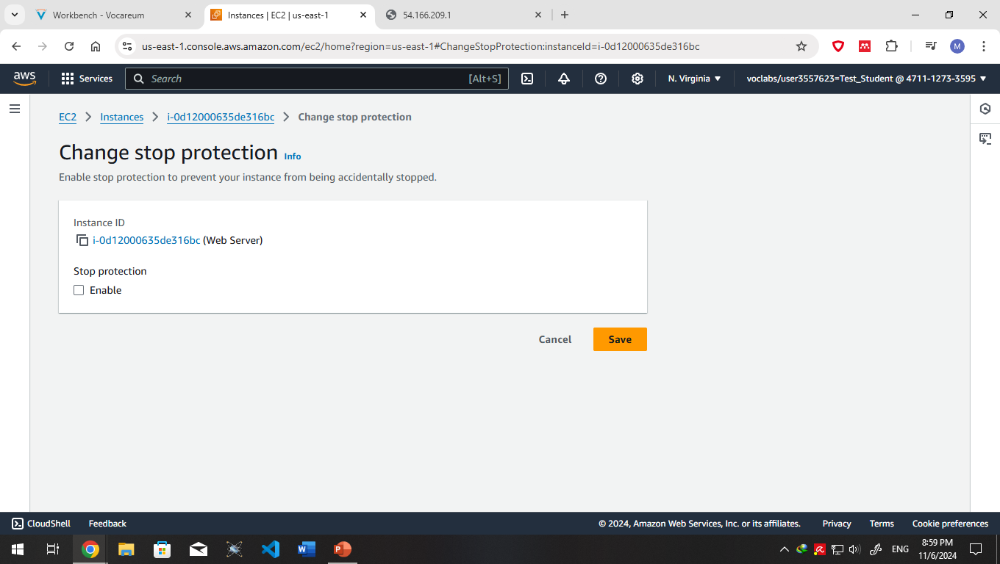 Workbench - Vocareum
Instances | EC2 | us-east-1
54.166.209.1
us-east-1.console.aws.amazon.com/ec2/home?region=us-east-1#ChangeStopProtection:instanceId=i-0d12000635de316bc
M
aws
Services
Search
[Alt+S]
N. Virginia
voclabs/user3557623=Test_Student @ 4711-1273-3595
EC2
Instances
i-0d12000635de316bc
Change stop protection
Change stop protection Info
Enable stop protection to prevent your instance from being accidentally stopped.
Instance ID
i-0d12000635de316bc (Web Server)
Stop protection
Enable
Cancel
Save
CloudShell
Feedback
© 2024, Amazon Web Services, Inc. or its affiliates.
Privacy
Terms
Cookie preferences
ENG
8:59 PM
11/6/2024